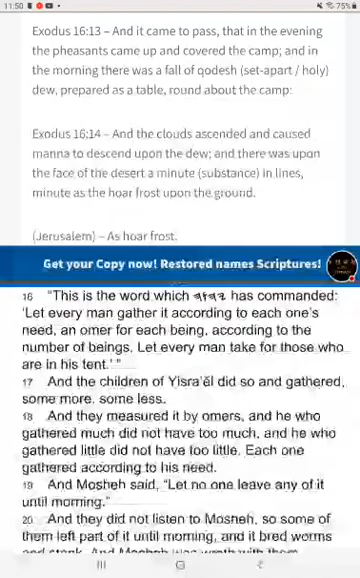 11:50
75%
Exodus 16:13 – And it came to pass, that in the evening
the pheasants came up and covered the camp; and in
the morning there was a fall of qodesh (set-apart / holy)
dew, prepared as a table, round about the camp:
Exodus 16:14 – And the clouds ascended and caused
manna to descend upon the dew; and there was upon
the face of the desert a minute (substance) in lines,
minute as the hoar frost upon the ground.
(Jerusalem) – As hoar frost.
Get your Copy now! Restored names Scriptures!
16 “This is the word which 𐤉𐤄𐤅𐤄 has commanded:
‘Let every man gather it according to each one’s
need, an omer for each being, according to the
number of beings. Let every man take for those who
are in his tent.’ ”
17 And the children of Yisra’ĕl did so and gathered,
some more, some less.
18 And they measured it by omers, and he who
gathered much did not have too much, and he who
gathered little did not have too little. Each one
gathered according to his need.
19 And Mosheh said, “Let no one leave any of it
until morning.”
20 And they did not listen to Mosheh, so some of
them left part of it until morning, and it bred worms
and stank. And Mosheh was wroth with them.